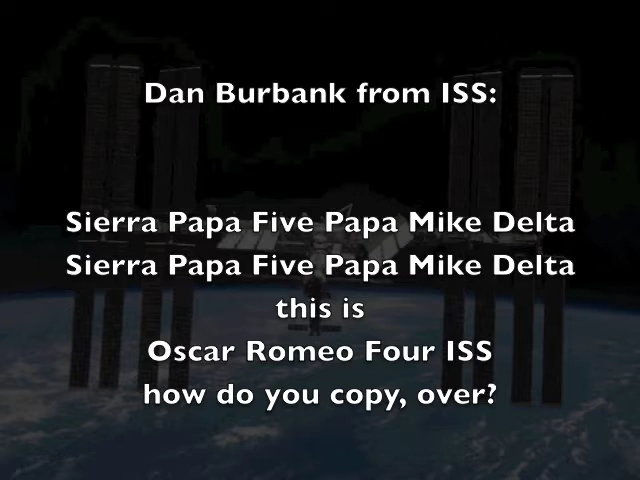 Dan Burbank from ISS:
Sierra Papa Five Papa Mike Delta
Sierra Papa Five Papa Mike Delta
this is
Oscar Romeo Four ISS
how do you copy, over?